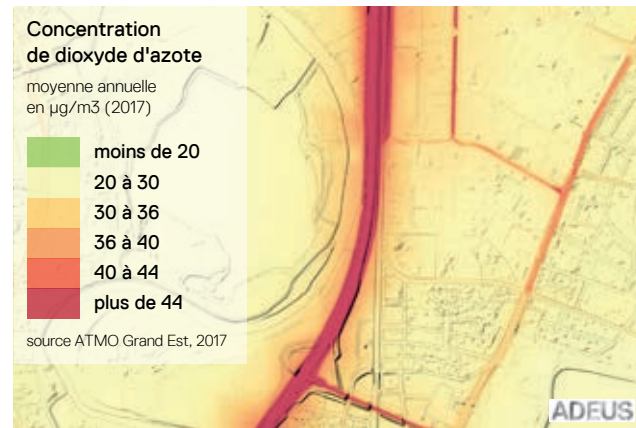 Concentration
de dioxyde d'azote
moyenne annuelle
en µg/m3 (2017)
moins de 20
20 à 30
30 à 36
36 à 40
40 à 44
plus de 44
source ATMO Grand Est, 2017
ADEUS